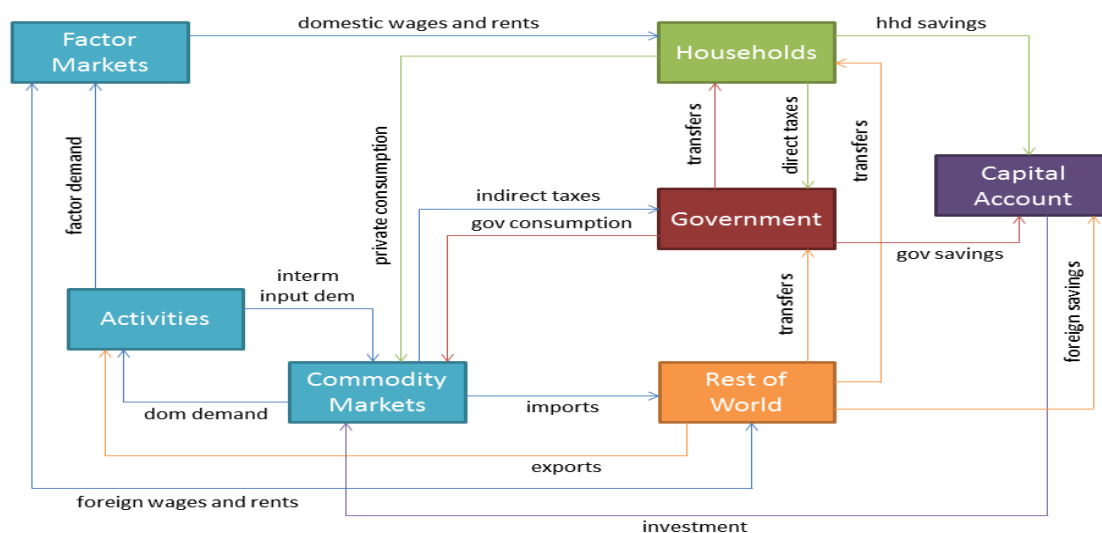 domestic wages and rents
hhd savings
Factor
Markets
Households
factor demand
private consumption
transfers
direct taxes
transfers
Capital
Account
indirect taxes
gov consumption
Government
gov savings
interm
input dem
Activities
transfers
foreign savings
Commodity
Markets
Rest of
World
dom demand
imports
exports
foreign wages and rents
investment